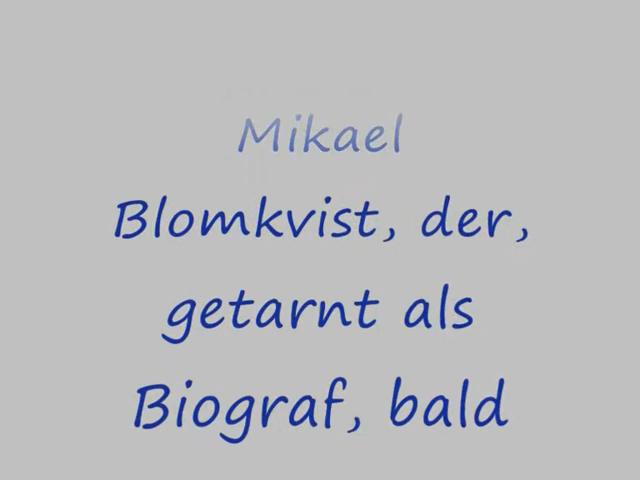 Mikael
Blomkvist, der,
getarnt als
Biograf, bald